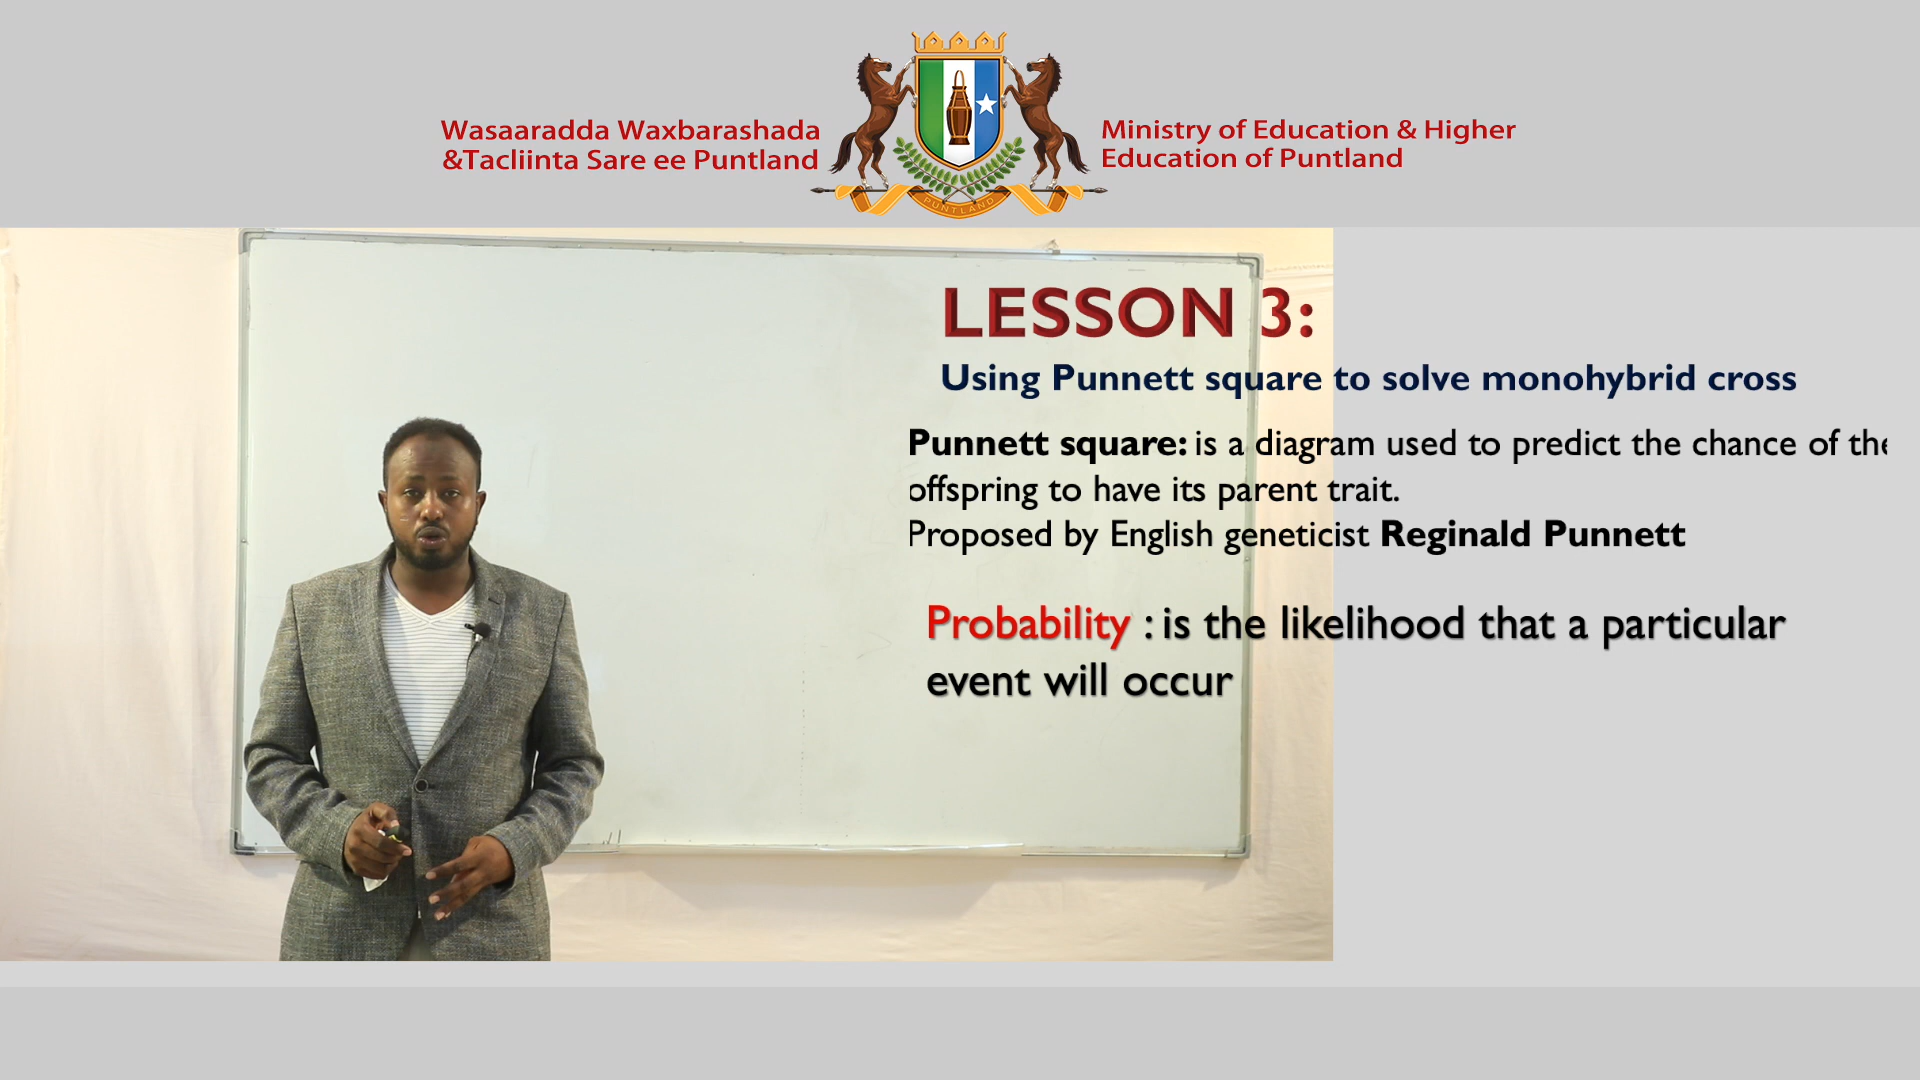 Wasaaradda Waxbarashada
&Tacliinta Sare ee Puntland
Ministry of Education & Higher
Education of Puntland
PUNTLAND
LESSON 3:
Using Punnett square to solve monohybrid cross
Punnett square: is a diagram used to predict the chance of the
offspring to have its parent trait.
Proposed by English geneticist Reginald Punnett
Probability : is the likelihood that a particular
event will occur